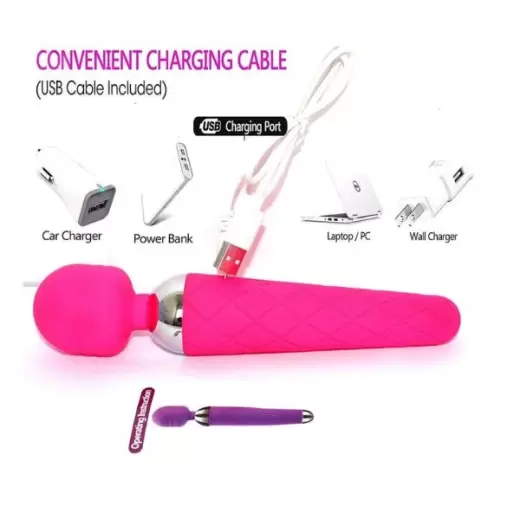 CONVENIENT CHARGING CABLE
(USB Cable Included)
USB Charging Port
Car Charger
Power Bank
Laptop / PC
Wall Charger
Operating Instruction